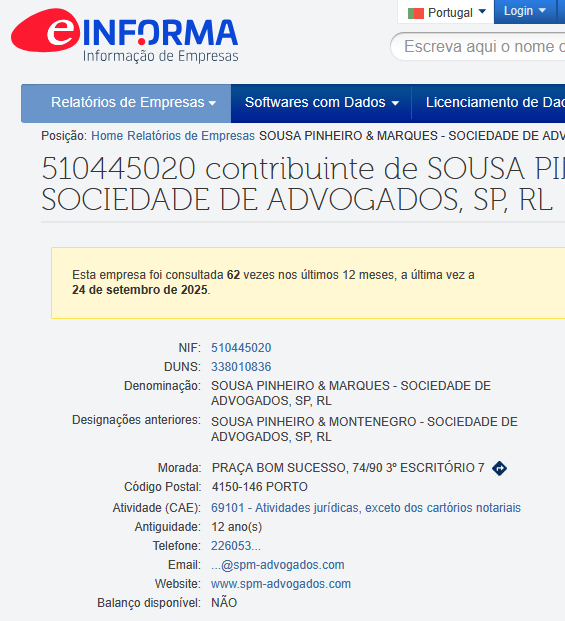 Portugal
Login
eINFORMA
Informação de Empresas
Escreva aqui o nome
Relatórios de Empresas
Softwares com Dados
Licenciamento de
Posição: Home Relatórios de Empresas SOUSA PINHEIRO & MARQUES - SOCIEDADE DE
510445020 contribuinte de SOUSA
SOCIEDADE DE ADVOGADOS, SP, RL
Esta empresa foi consultada 62 vezes nos últimos 12 meses, a última vez a
24 de setembro de 2025.
NIF: 510445020
DUNS: 338010836
Denominação: SOUSA PINHEIRO & MARQUES - SOCIEDADE DE
ADVOGADOS, SP, RL
Designações anteriores: SOUSA PINHEIRO & MONTENEGRO - SOCIEDADE DE
ADVOGADOS, SP, RL
Morada: PRAÇA BOM SUCESSO, 74/90 3º ESCRITÓRIO 7
Código Postal: 4150-146 PORTO
Atividade (CAE): 69101 - Atividades jurídicas, exceto dos cartórios notariais
Antiguidade: 12 ano(s)
Telefone: 226053...
Email: ...@spm-advogados.com
Website: www.spm-advogados.com
Balanço disponível: NÃO